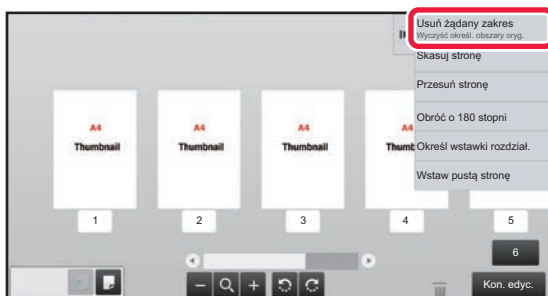 Usuń żądany zakres
Wyczyść okreśł. obszary oryg.
Skasuj stronę
Przesuń stronę
Obróć o 180 stopni
Określ wstawki rozdział.
Wstaw pustą stronę
A4
Thumbnail
A4
Thumbnail
A4
Thumbnail
A4
Thumb
1
2
3
4
5
6
Kon. edyc.